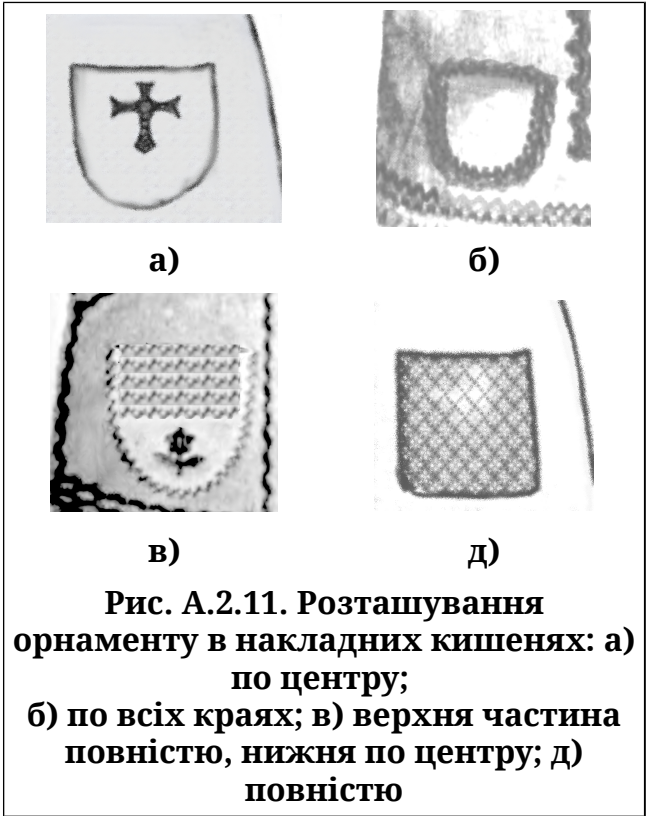 а)
б)
в)
д)
Рис. А.2.11. Розташування
орнаменту в накладних кишенях: а)
по центру;
б) по всіх краях; в) верхня частина
повністю, нижня по центру; д)
повністю